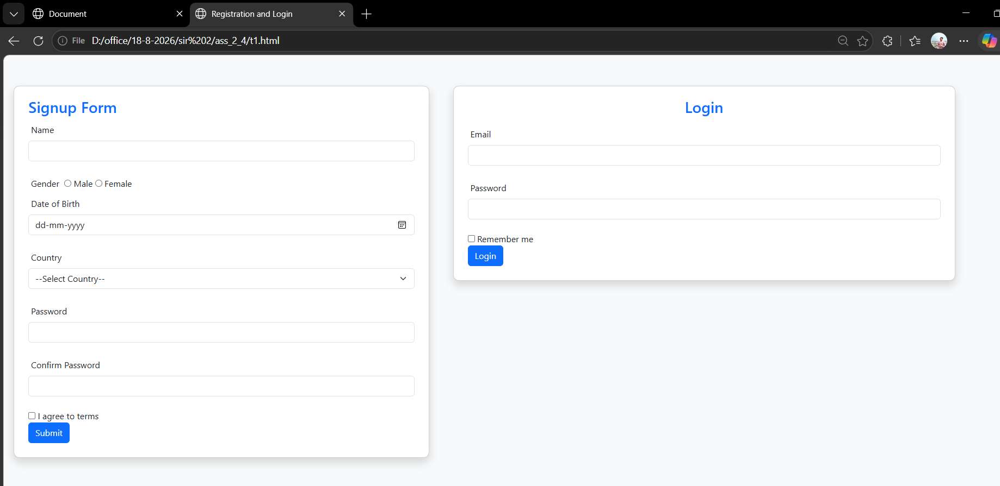 Document
Registration and Login
File D:/office/18-8-2026/sir%202/ass_2_4/t1.html
Signup Form
Name
Gender Male Female
Date of Birth
dd-mm-yyyy
Country
--Select Country--
Password
Confirm Password
I agree to terms
Submit
Login
Email
Password
Remember me
Login